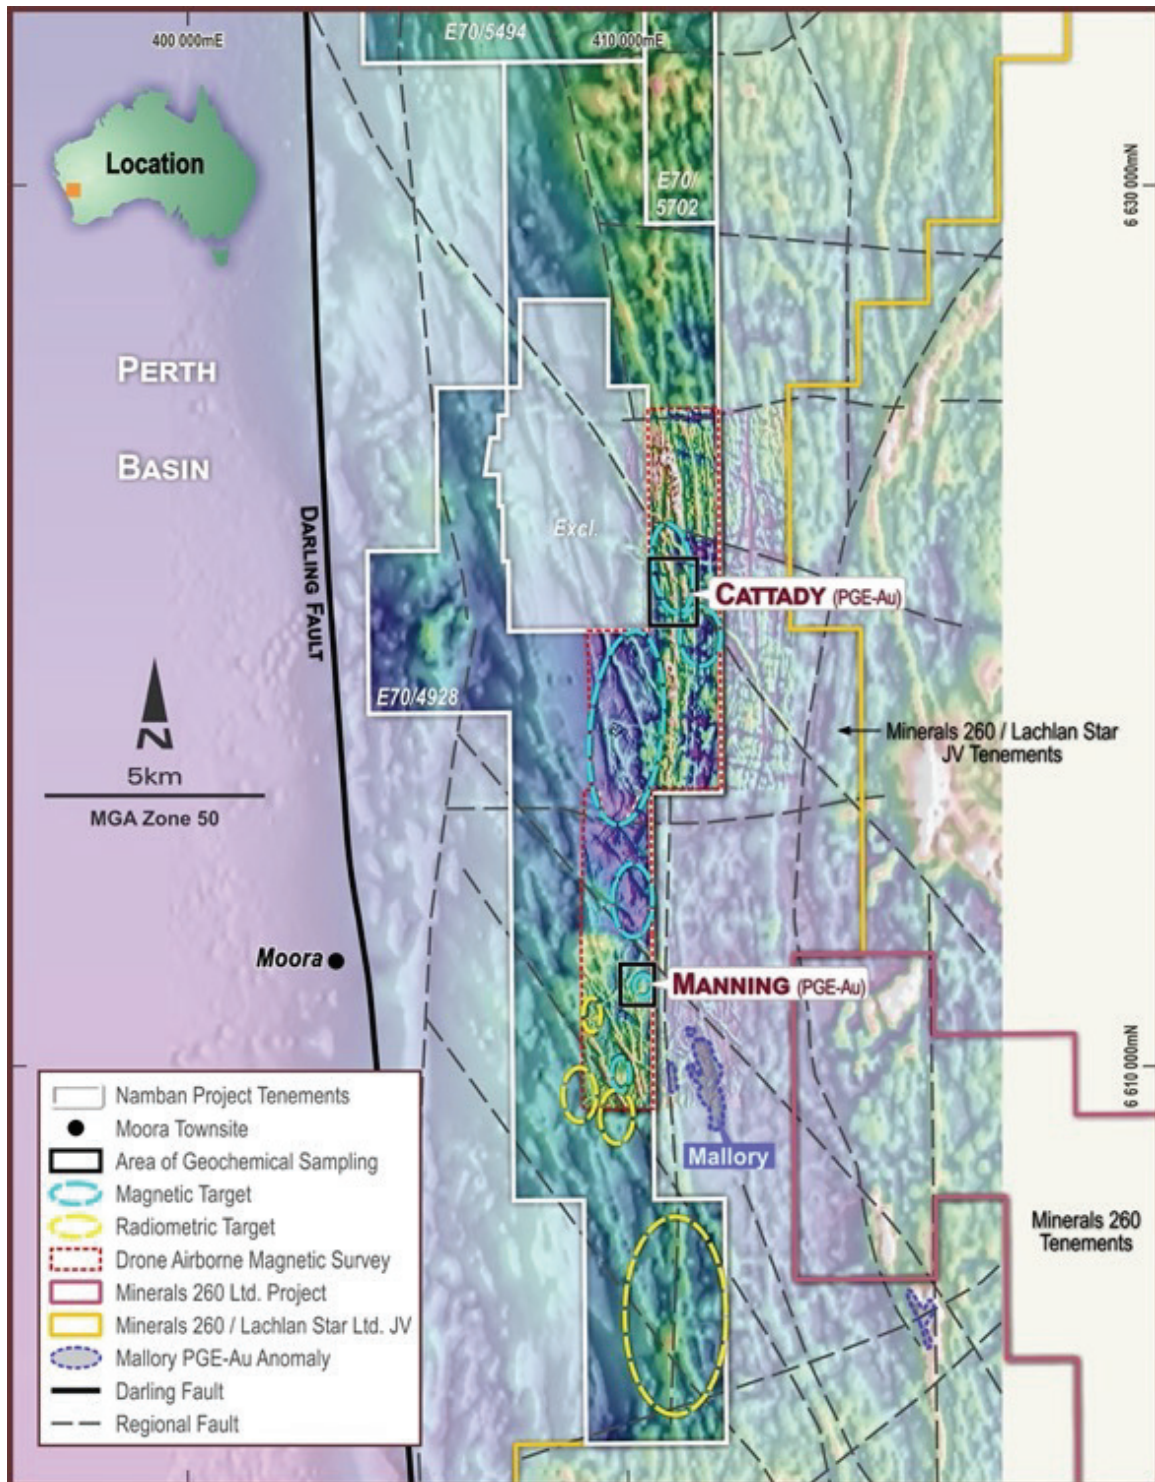 400 000mE
E70/5494
410 000mE
Location
E70/
5702
6 630 000mN
PERTH
BASIN
DARLING FAULT
Excl.
CATTADY (PGE-Au)
E70/4928
N
5km
MGA Zone 50
Minerals 260 / Lachlan Star
JV Tenements
Moora
MANNING (PGE-Au)
6 610 000mN
Mallory
Minerals 260
Tenements
Namban Project Tenements
Moora Townsite
Area of Geochemical Sampling
Magnetic Target
Radiometric Target
Drone Airborne Magnetic Survey
Minerals 260 Ltd. Project
Minerals 260 / Lachlan Star Ltd. JV
Mallory PGE-Au Anomaly
Darling Fault
Regional Fault